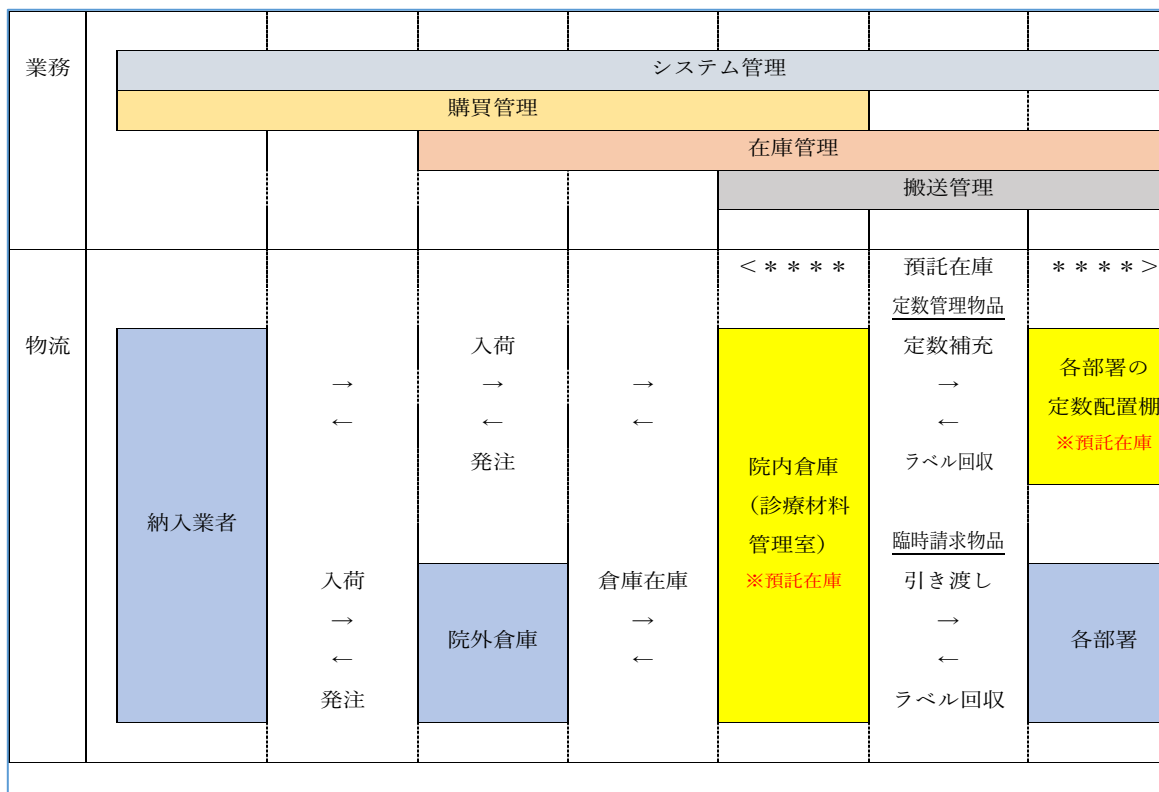 業務
システム管理
購買管理
在庫管理
搬送管理
<****
預託在庫
****>
定数管理物品
物流
入荷
定数補充
→
→
→
→
←
←
←
←
発注
ラベル回収
各部署の
定数配置棚
※預託在庫
院内倉庫
(診療材料
管理室)
※預託在庫
納入業者
臨時請求物品
入荷
倉庫在庫
引き渡し
→
→
→
←
←
←
院外倉庫
各部署
発注
ラベル回収